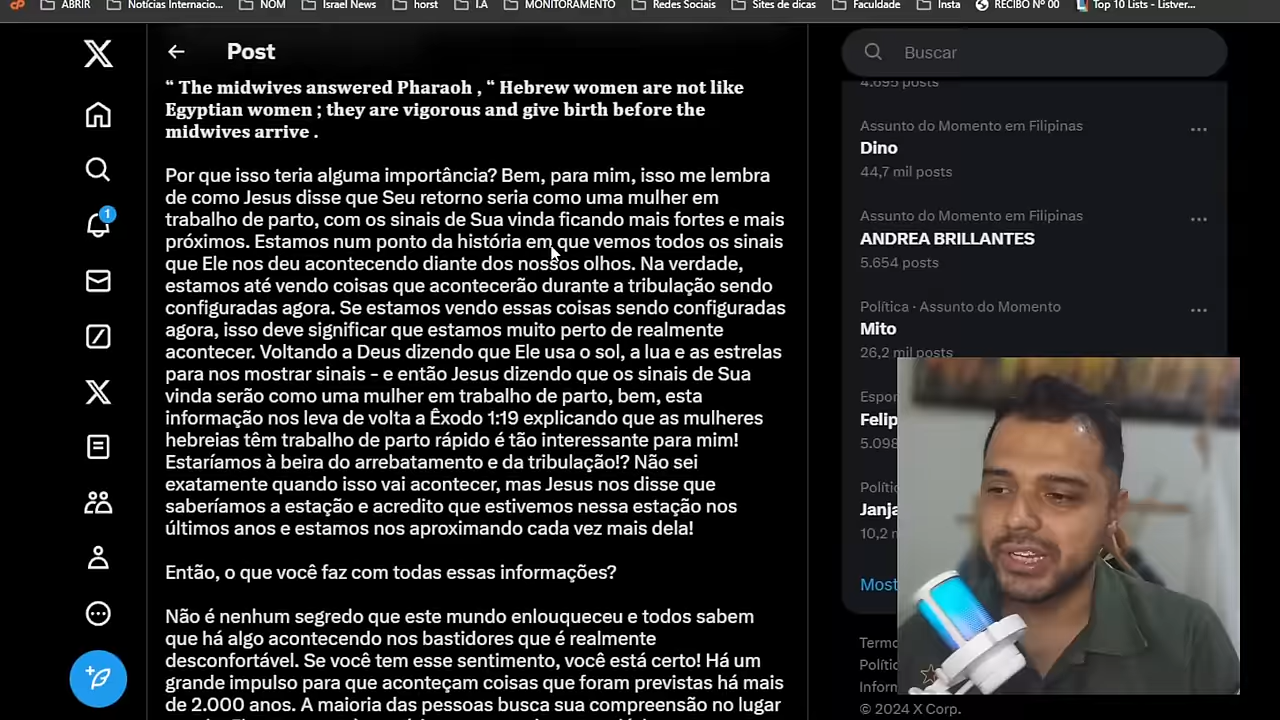 ABRIR
Notícias Internacio...
NOM
Israel News
horst
I.A
MONITORAMENTO
Redes Sociais
Sites de dicas
Faculdade
Insta
RECIBO Nº 00
Top 10 Lists - Listver...
Post
Buscar
“ The midwives answered Pharaoh , “ Hebrew women are not like
Egyptian women ; they are vigorous and give birth before the
midwives arrive .
Por que isso teria alguma importância? Bem, para mim, isso me lembra
de como Jesus disse que Seu retorno seria como uma mulher em
trabalho de parto, com os sinais de Sua vinda ficando mais fortes e mais
próximos. Estamos num ponto da história em que vemos todos os sinais
que Ele nos deu acontecendo diante dos nossos olhos. Na verdade,
estamos até vendo coisas que acontecerão durante a tribulação sendo
configuradas agora. Se estamos vendo essas coisas sendo configuradas
agora, isso deve significar que estamos muito perto de realmente
acontecer. Voltando a Deus dizendo que Ele usa o sol, a lua e as estrelas
para nos mostrar sinais - e então Jesus dizendo que os sinais de Sua
vinda serão como uma mulher em trabalho de parto, bem, esta
informação nos leva de volta a Êxodo 1:19 explicando que as mulheres
hebreias têm trabalho de parto rápido é tão interessante para mim!
Estaríamos à beira do arrebatamento e da tribulação!? Não sei
exatamente quando isso vai acontecer, mas Jesus nos disse que
saberíamos a estação e acredito que estivemos nessa estação nos
últimos anos e estamos nos aproximando cada vez mais dela!
Então, o que você faz com todas essas informações?
Não é nenhum segredo que este mundo enlouqueceu e todos sabem
que há algo acontecendo nos bastidores que é realmente
desconfortável. Se você tem esse sentimento, você está certo! Há um
grande impulso para que aconteçam coisas que foram previstas há mais
de 2.000 anos. A maioria das pessoas busca sua compreensão no lugar
1
4.695 posts
Assunto do Momento em Filipinas
Dino
44,7 mil posts
Assunto do Momento em Filipinas
ANDREA BRILLANTES
5.654 posts
Política · Assunto do Momento
Mito
26,2 mil posts
Espor
Felip
5.098
Polític
Janja
10,2 n
Most
Termo
Polític
Inform
© 2024 X Corp.